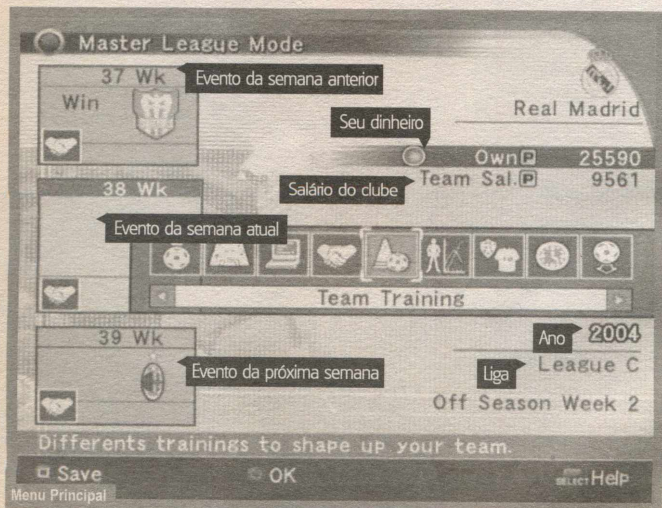 Master League Mode
37 Wk
Evento da semana anterior
Win
Real Madrid
Seu dinheiro
Own P 25590
Salário do clube
Team Sal. P 9561
38 Wk
Evento da semana atual
Team Training
39 Wk
Ano
2004
Evento da próxima semana
Liga
League C
Off Season Week 2
Differents trainings to shape up your team.
Save
OK
SELECT Help
Menu Principal